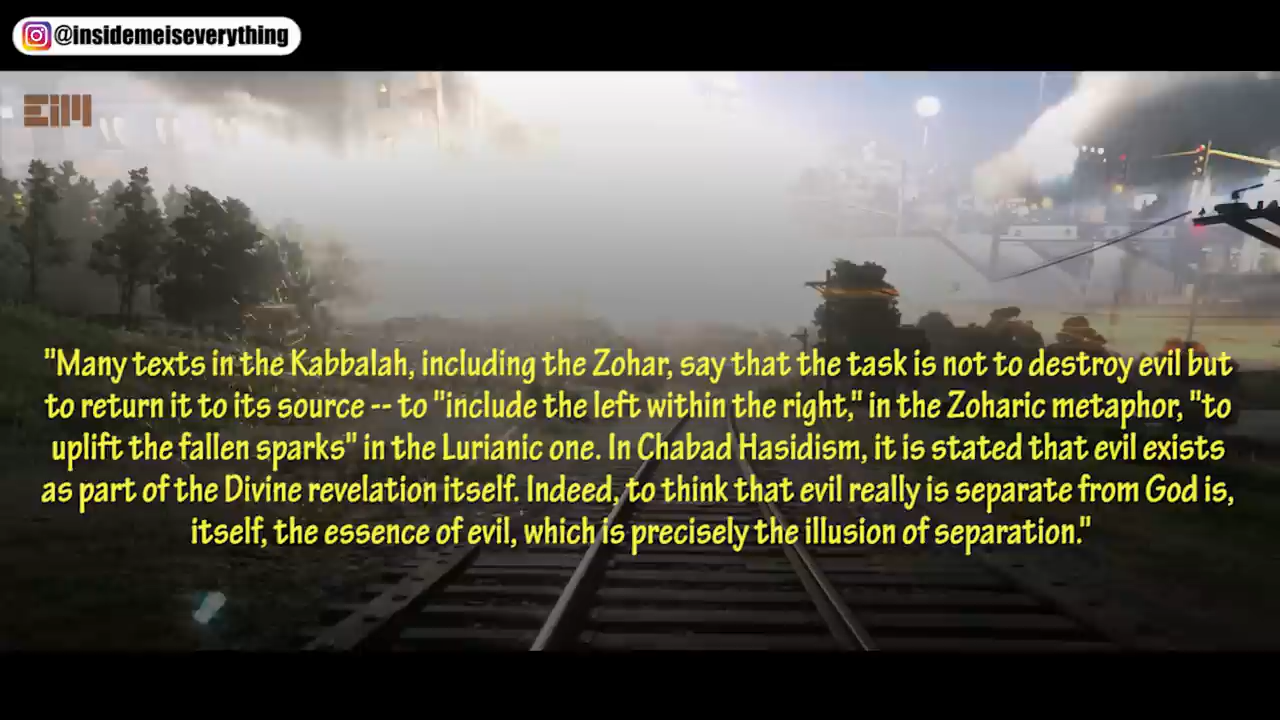 @insidemeiseverything
EiM
"Many texts in the Kabbalah, including the Zohar, say that the task is not to destroy evil but
to return it to its source -- to "include the left within the right," in the Zoharic metaphor, "to
uplift the fallen sparks" in the Lurianic one. In Chabad Hasidism, it is stated that evil exists
as part of the Divine revelation itself. Indeed, to think that evil really is separate from God is,
itself, the essence of evil, which is precisely the illusion of separation."